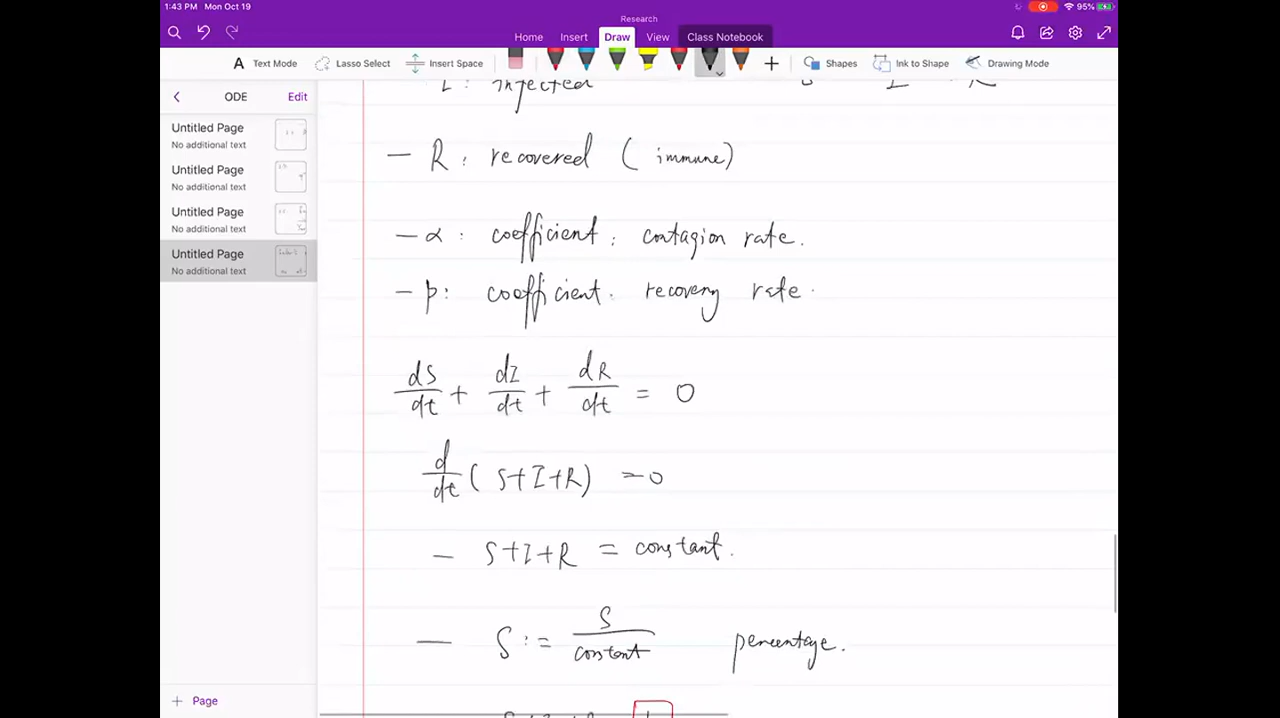 1:43 PM Mon Oct 19
95%
Research
Home Insert Draw View Class Notebook
Text Mode Lasso Select Insert Space Shapes Ink to Shape Drawing Mode
ODE Edit
Untitled Page
No additional text
Untitled Page
No additional text
Untitled Page
No additional text
Untitled Page
No additional text
Page
I : infected I R
— R : recovered ( immune )
— α : coefficient . contagion rate .
— p : coefficient . recovery rate .
dS/dt + dI/dt + dR/dt = 0
d/dt ( S+I+R ) = 0
— S+I+R = constant .
— S := S/constant percentage .